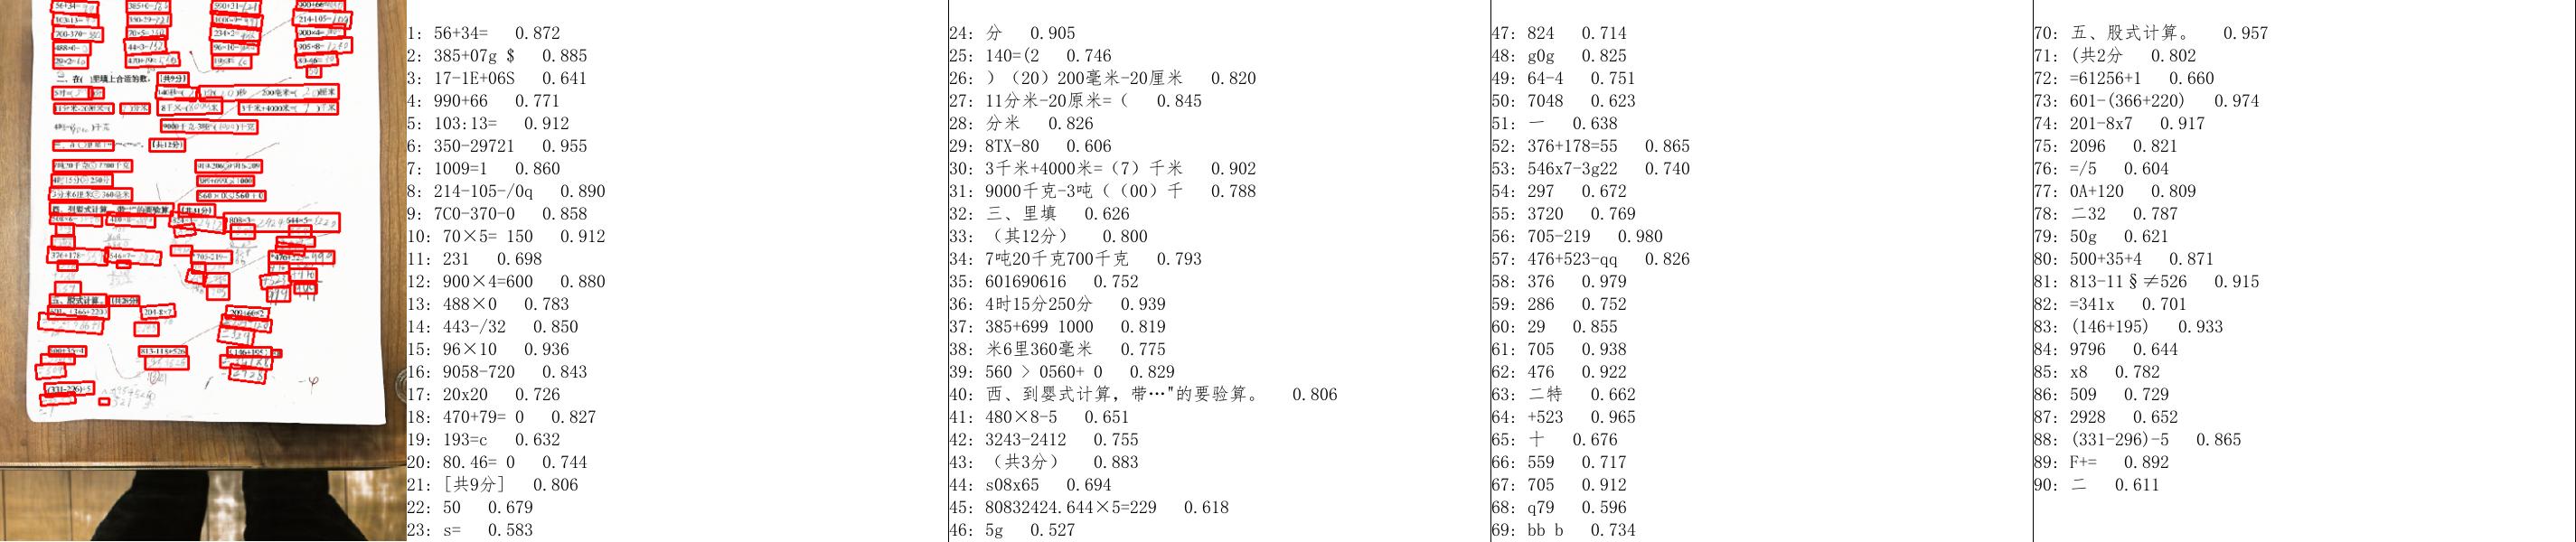 1: 56+34= 0.872
2: 385+07g $ 0.885
3: 17-1E+06S 0.641
4: 990+66 0.771
5: 103:13= 0.912
6: 350-29721 0.955
7: 1009=1 0.860
8: 214-105-/0q 0.890
9: 7C0-370-0 0.858
10: 70×5= 150 0.912
11: 231 0.698
12: 900×4=600 0.880
13: 488×0 0.783
14: 443-/32 0.850
15: 96×10 0.936
16: 9058-720 0.843
17: 20x20 0.726
18: 470+79= 0 0.827
19: 193=c 0.632
20: 80.46= 0 0.744
21: [共9分] 0.806
22: 50 0.679
23: s= 0.583
24: 分 0.905
25: 140=(2 0.746
26: ）（20）200毫米-20厘米 0.820
27: 11分米-20原米=（ 0.845
28: 分米 0.826
29: 8TX-80 0.606
30: 3千米+4000米=（7）千米 0.902
31: 9000千克-3吨（（00）千 0.788
32: 三、里填 0.626
33: （其12分） 0.800
34: 7吨20千克700千克 0.793
35: 601690616 0.752
36: 4时15分250分 0.939
37: 385+699 1000 0.819
38: 米6里360毫米 0.775
39: 560 > 0560+ 0 0.829
40: 西、到婴式计算，带…"的要验算。 0.806
41: 480×8-5 0.651
42: 3243-2412 0.755
43: （共3分） 0.883
44: s08x65 0.694
45: 80832424.644×5=229 0.618
46: 5g 0.527
47: 824 0.714
48: g0g 0.825
49: 64-4 0.751
50: 7048 0.623
51: 一 0.638
52: 376+178=55 0.865
53: 546x7-3g22 0.740
54: 297 0.672
55: 3720 0.769
56: 705-219 0.980
57: 476+523-qq 0.826
58: 376 0.979
59: 286 0.752
60: 29 0.855
61: 705 0.938
62: 476 0.922
63: 二特 0.662
64: +523 0.965
65: 十 0.676
66: 559 0.717
67: 705 0.912
68: q79 0.596
69: bb b 0.734
70: 五、股式计算。 0.957
71: (共2分 0.802
72: =61256+1 0.660
73: 601-(366+220) 0.974
74: 201-8x7 0.917
75: 2096 0.821
76: =/5 0.604
77: 0A+120 0.809
78: 二32 0.787
79: 50g 0.621
80: 500+35+4 0.871
81: 813-11§≠526 0.915
82: =341x 0.701
83: (146+195) 0.933
84: 9796 0.644
85: x8 0.782
86: 509 0.729
87: 2928 0.652
88: (331-296)-5 0.865
89: F+= 0.892
90: 二 0.611